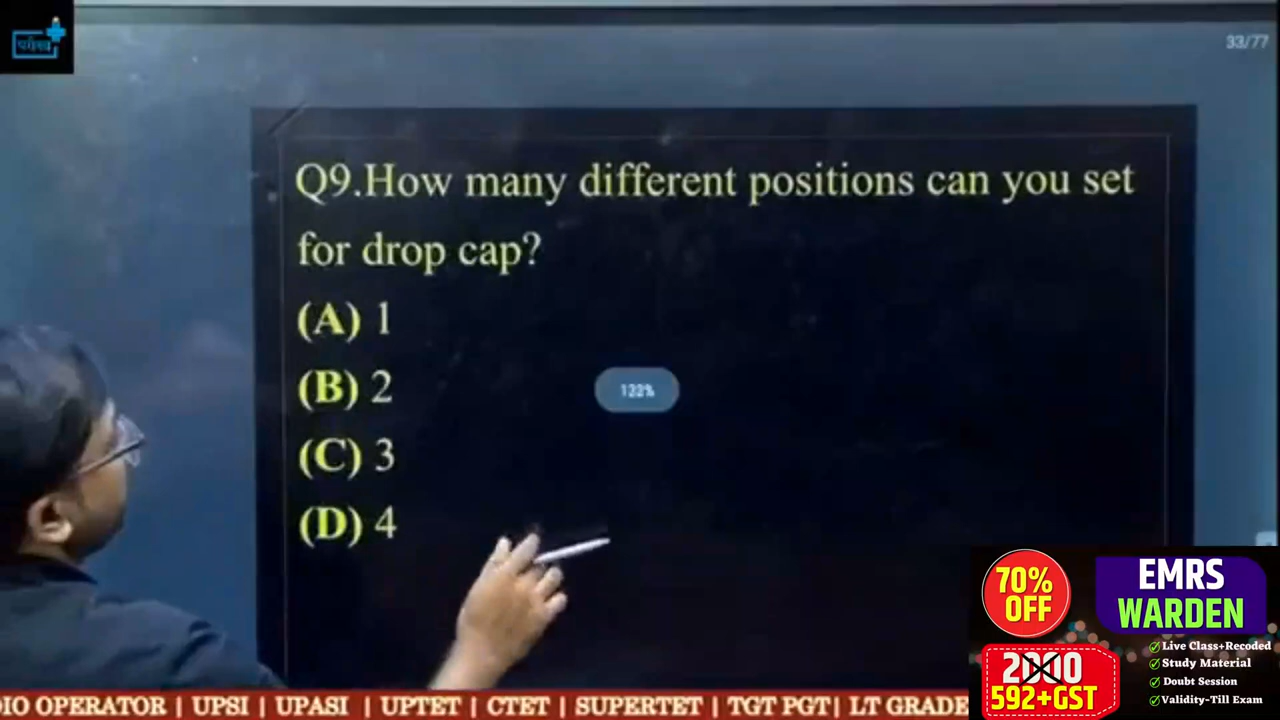 33/77
Q9.How many different positions can you set
for drop cap?
(A) 1
(B) 2
(C) 3
(D) 4
122%
70%
OFF
EMRS
WARDEN
2000
592+GST
Live Class+Recoded
Study Material
Doubt Session
Validity-Till Exam
DIO OPERATOR | UPSI | UPASI | UPTET | CTET | SUPERTET | TGT PGT| LT GRADE